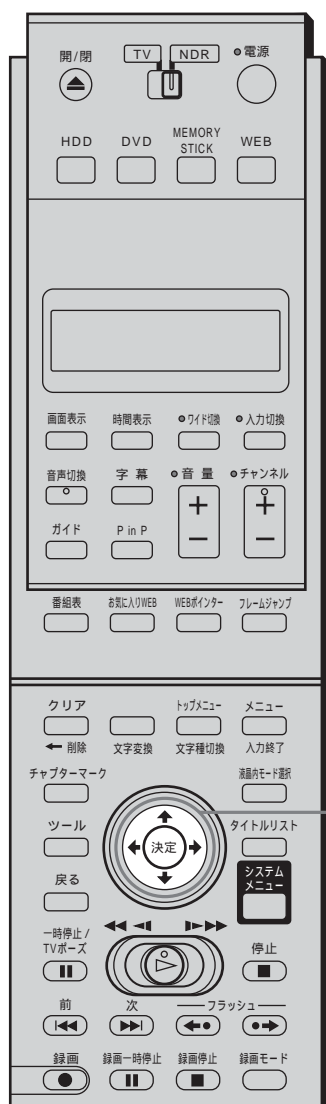 開/閉 TV NDR 電源
HDD DVD MEMORY STICK WEB
画面表示 時間表示 ワイド切換 入力切換
音声切換 字幕 音量 チャンネル
+ +
ガイド P in P
− −
番組表 お気に入りWEB WEBポインター フレームジャンプ
クリア トップメニュー メニュー
削除 文字変換 文字種切換 入力終了
チャプターマーク 液晶内モード選択
ツール タイトルリスト
決定
戻る システム
メニュー
一時停止/
TVポーズ 停止
前 次 フラッシュ
録画 録画一時停止 録画停止 録画モード